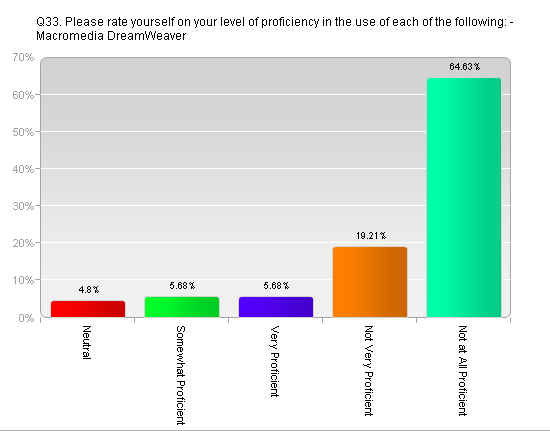 Q33. Please rate yourself on your level of proficiency in the use of each of the following: -
Macromedia DreamWeaver
70%
60%
50%
40%
30%
20%
10%
0%
4.8%
5.68%
5.68%
19.21%
64.63%
Neutral
Somewhat Proficient
Very Proficient
Not Very Proficient
Not at All Proficient